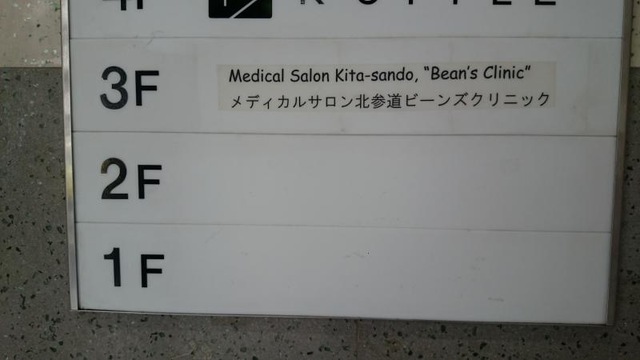 3F
Medical Salon Kita-sando, “Bean's Clinic”
メディカルサロン北参道ビーンズクリニック
2F
1F